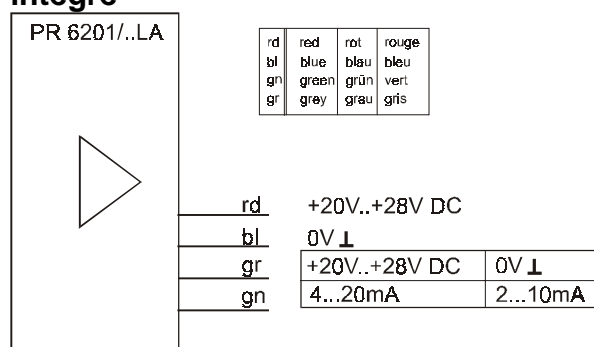 intégré
PR 6201/..LA
rd red rot rouge
bl blue blau bleu
gn green grün vert
gr grey grau gris
rd +20V..+28V DC
bl 0V ⊥
gr +20V..+28V DC 0V ⊥
gn 4...20mA 2...10mA